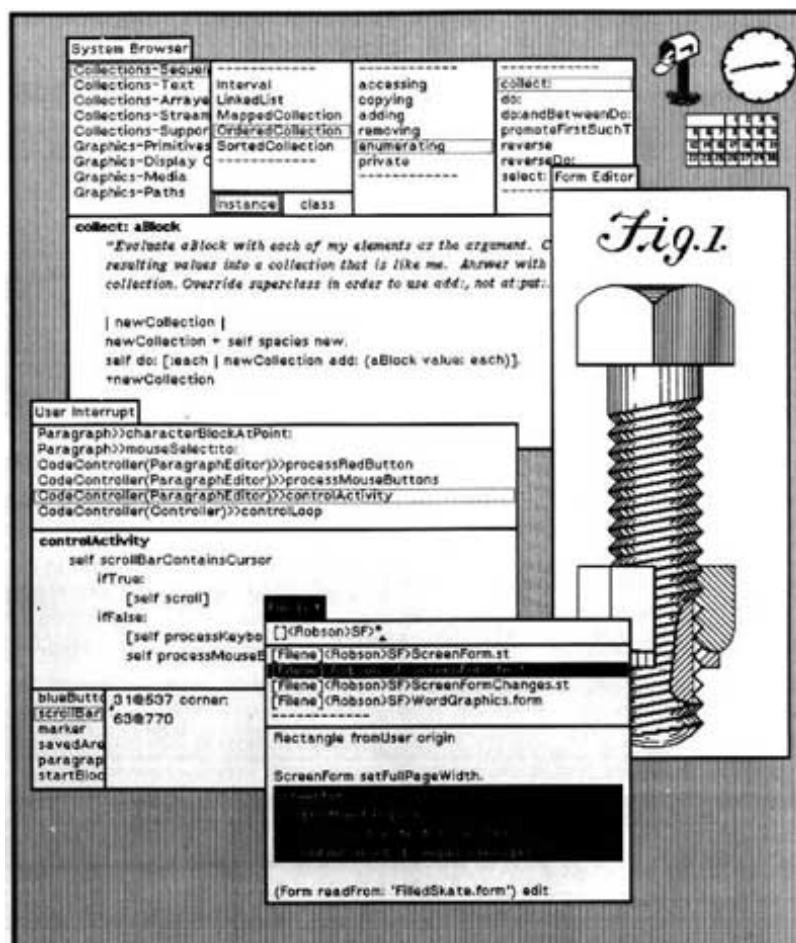 System Browser
Collections-Sequen
Collections-Text
Collections-Arraye
Collections-Stream
Collections-Suppor
Graphics-Primitives
Graphics-Display O
Graphics-Media
Graphics-Paths
------------
Interval
LinkedList
MappedCollection
OrderedCollection
SortedCollection
------------
instance class
------------
accessing
copying
adding
removing
enumerating
private
------------
------------
collect:
do:
do:andBetweenDo:
promoteFirstSuchT
reverse
reverseDo:
select:
collect: aBlock
"Evaluate aBlock with each of my elements as the argument. C
resulting values into a collection that is like me. Answer with
collection. Override superclass in order to use add:, not at:put:.
| newCollection |
newCollection ← self species new.
self do: [:each | newCollection add: (aBlock value: each)].
↑newCollection
Form Editor
Fig.1.
User Interrupt
Paragraph>>characterBlockAtPoint:
Paragraph>>mouseSelect:to:
CodeController(ParagraphEditor)>>processRedButton
CodeController(ParagraphEditor)>>processMouseButtons
CodeController(ParagraphEditor)>>controlActivity
CodeController(Controller)>>controlLoop
controlActivity
self scrollBarContainsCursor
ifTrue:
[self scroll]
ifFalse:
[self processKeybo
self processMouseB
blueButto
scrollBar
marker
savedAre
paragrap
startBloc
31@537 corner:
63@770
[]<Robson>SF>*
[Filene]<Robson>SF>ScreenForm.st
[Filene]<Robson>SF>ScreenFormChanges.st
[Filene]<Robson>SF>WordGraphics.form
------------
Rectangle fromUser origin
ScreenForm setFullPageWidth.
(Form readFrom: 'FilledSkate.form') edit